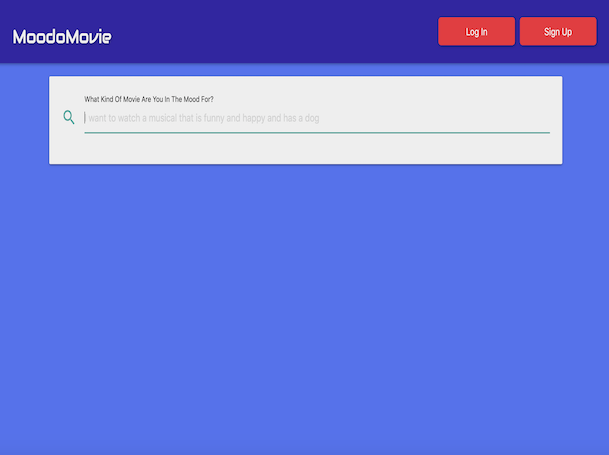 MoodoMovie
Log In
Sign Up
What Kind Of Movie Are You In The Mood For?
I want to watch a musical that is funny and happy and has a dog